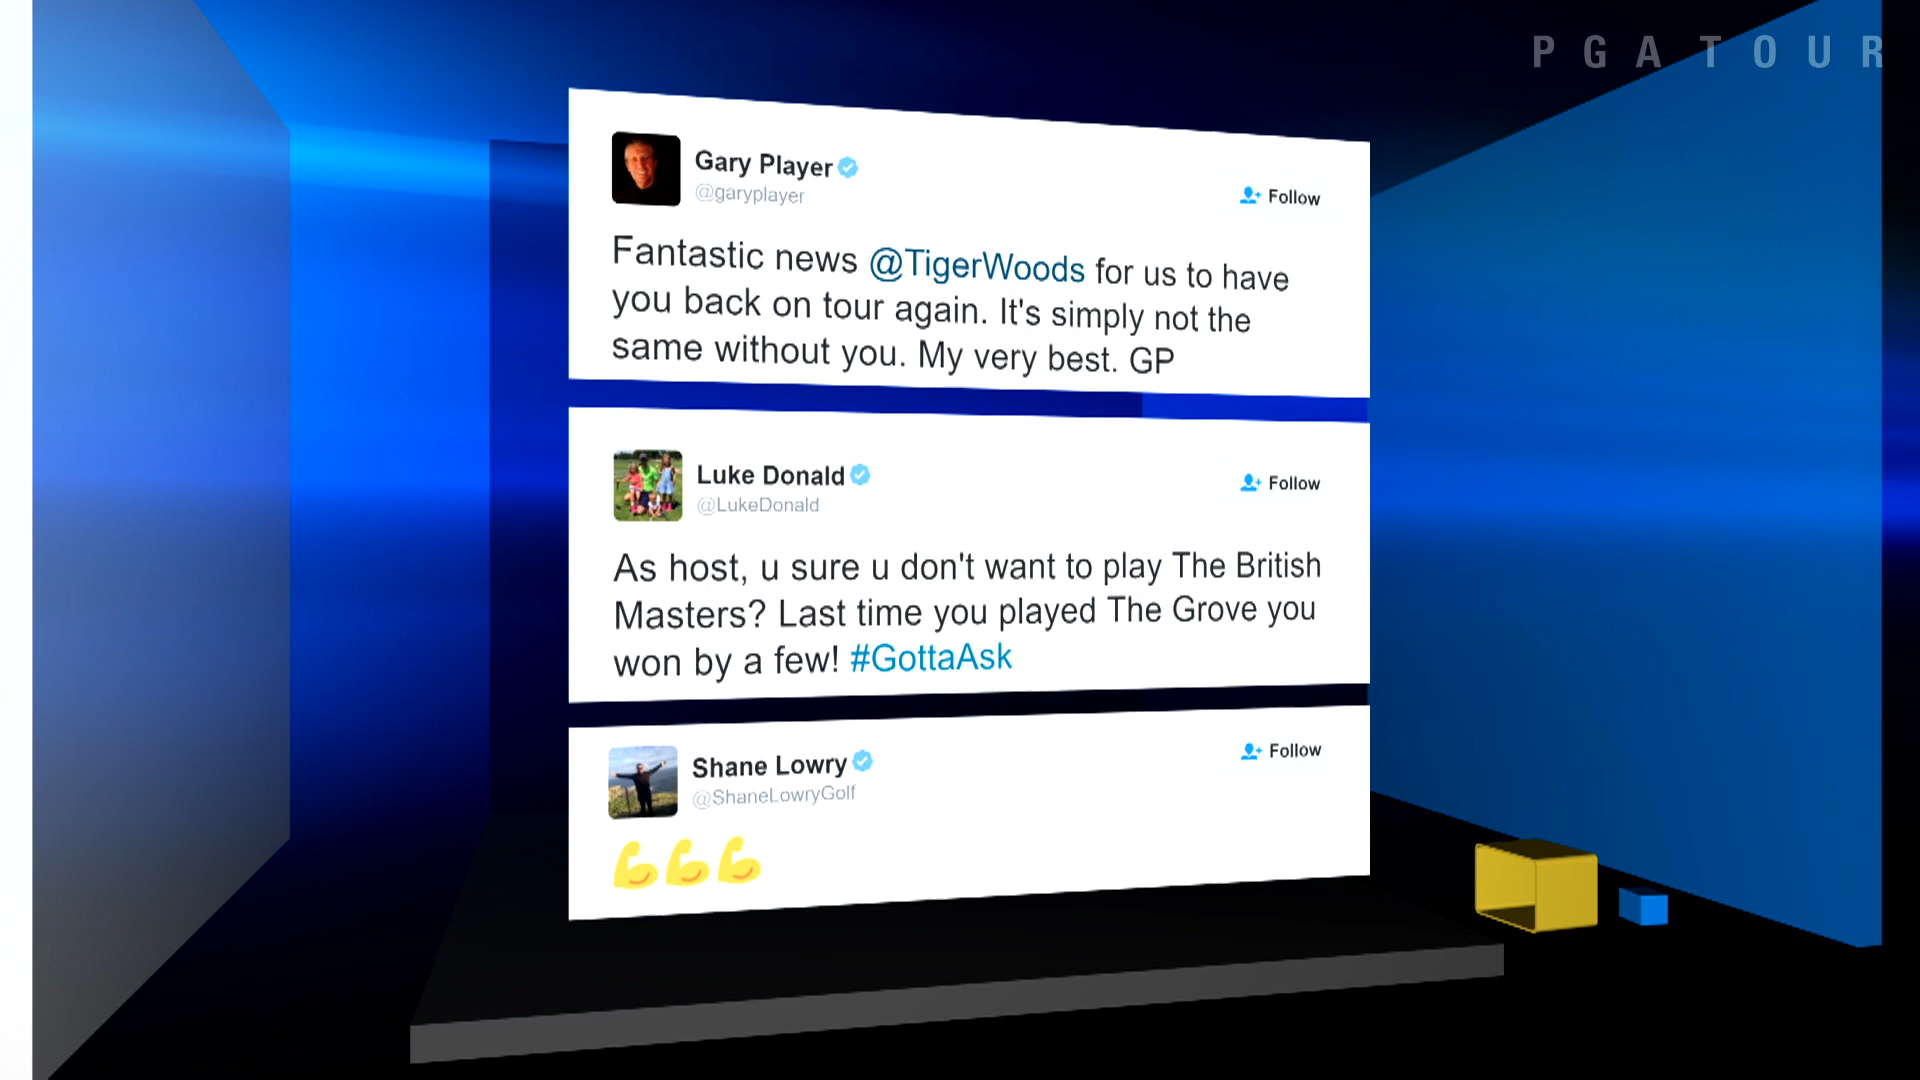 PGA TOUR
Gary Player
@garyplayer
Follow
Fantastic news @TigerWoods for us to have
you back on tour again. It's simply not the
same without you. My very best. GP
Luke Donald
@LukeDonald
Follow
As host, u sure u don't want to play The British
Masters? Last time you played The Grove you
won by a few! #GottaAsk
Shane Lowry
@ShaneLowryGolf
Follow
💪💪💪